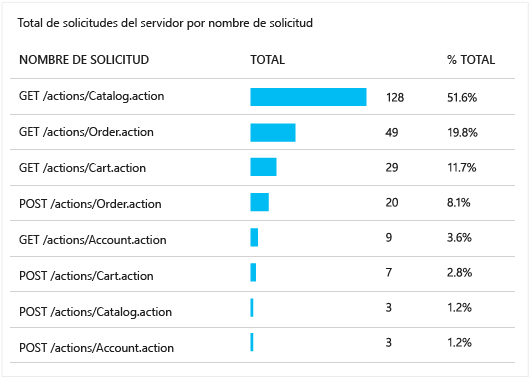 Total de solicitudes del servidor por nombre de solicitud
NOMBRE DE SOLICITUD TOTAL % TOTAL
GET /actions/Catalog.action 128 51.6%
GET /actions/Order.action 49 19.8%
GET /actions/Cart.action 29 11.7%
POST /actions/Order.action 20 8.1%
GET /actions/Account.action 9 3.6%
POST /actions/Cart.action 7 2.8%
POST /actions/Catalog.action 3 1.2%
POST /actions/Account.action 3 1.2%